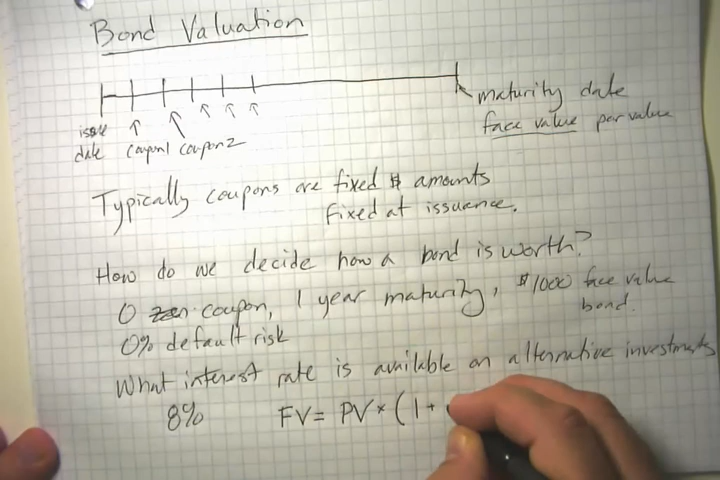 Bond Valuation
issue date coupon1 coupon2
maturity date
face value par value
Typically coupons are fixed $ amounts
fixed at issuence.
How do we decide how a bond is worth?
0 coupon, 1 year maturity, $1000 face value
bond.
0% default risk
What interest rate is available on alternative investments
8% FV = PV × (1 +